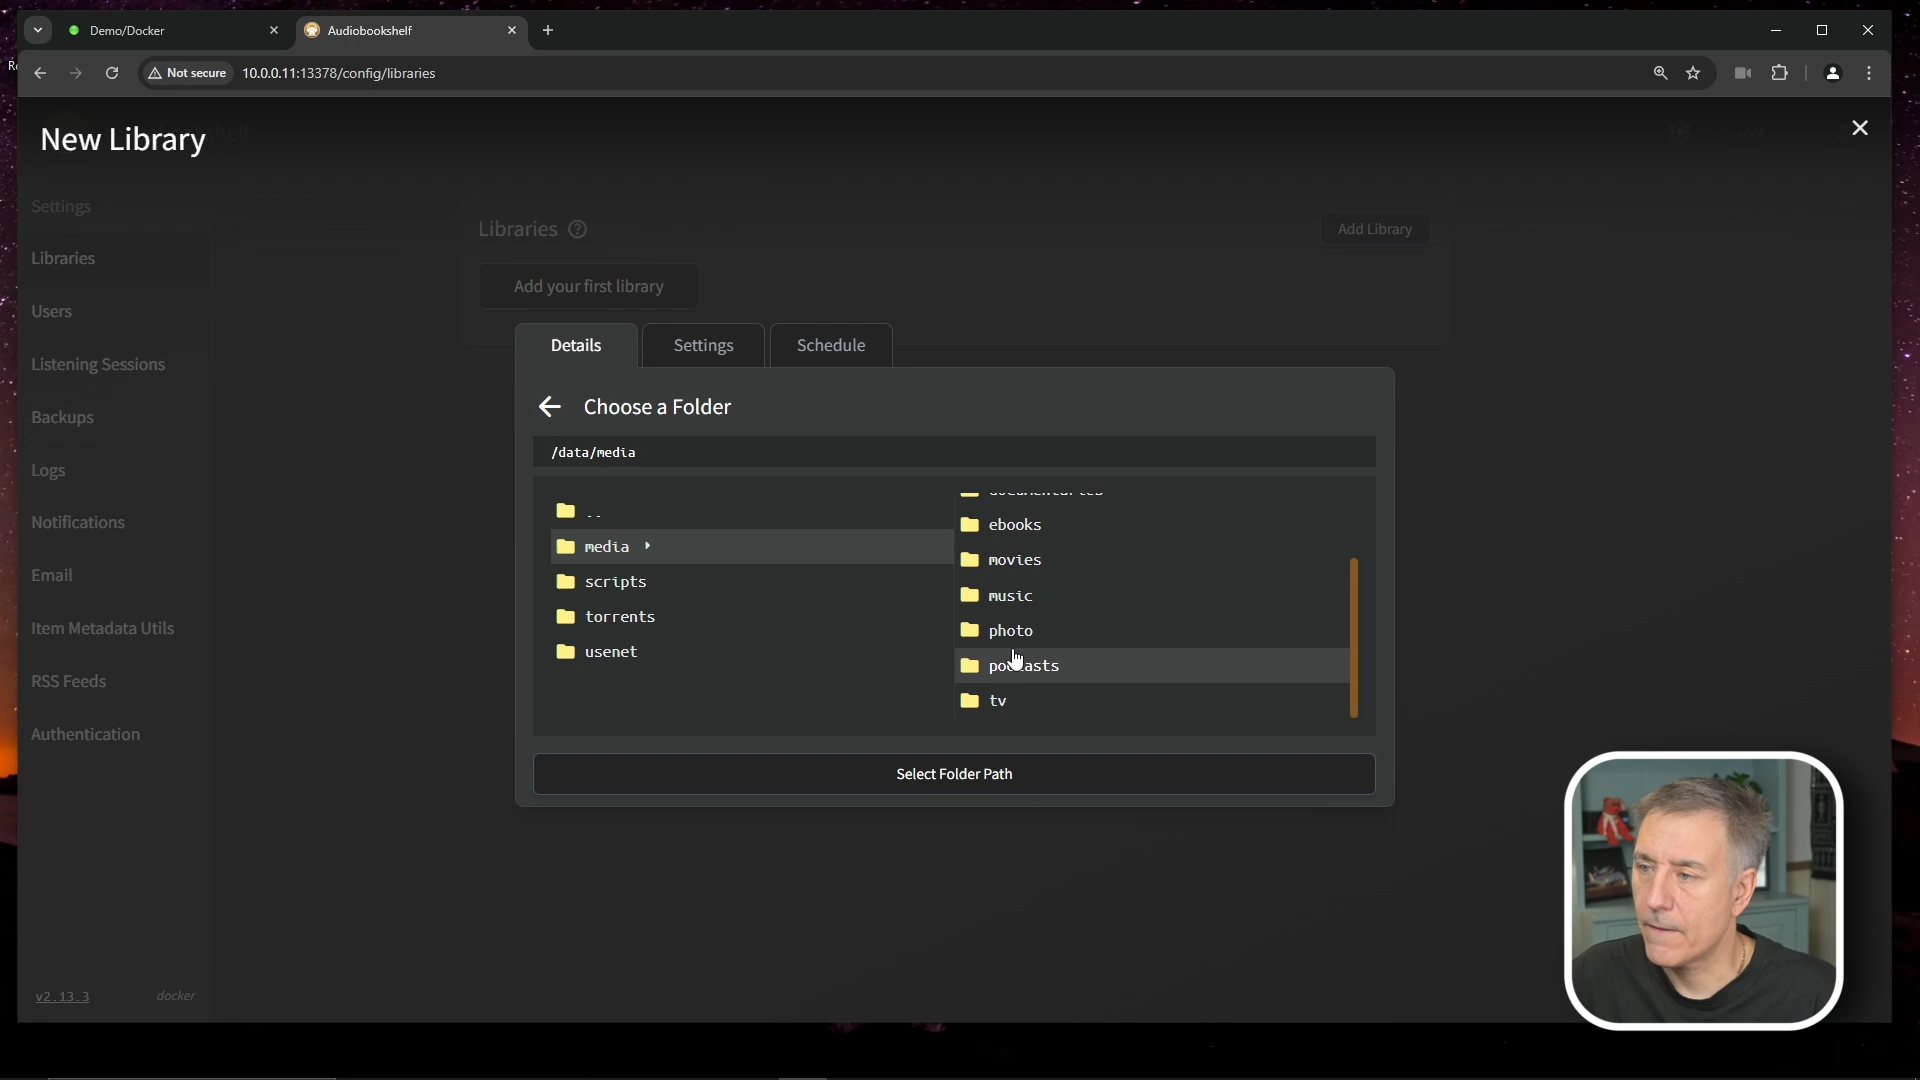 Demo/Docker
Audiobookshelf
Not secure
10.0.0.11:13378/config/libraries
New Library
Settings
Libraries
Add Library
Libraries
Add your first library
Users
Details
Settings
Schedule
Listening Sessions
Choose a Folder
Backups
/data/media
Logs
..
ebooks
media
movies
Notifications
scripts
music
Email
torrents
photo
Item Metadata Utils
usenet
podcasts
RSS Feeds
tv
Authentication
Select Folder Path
v2.13.3
docker